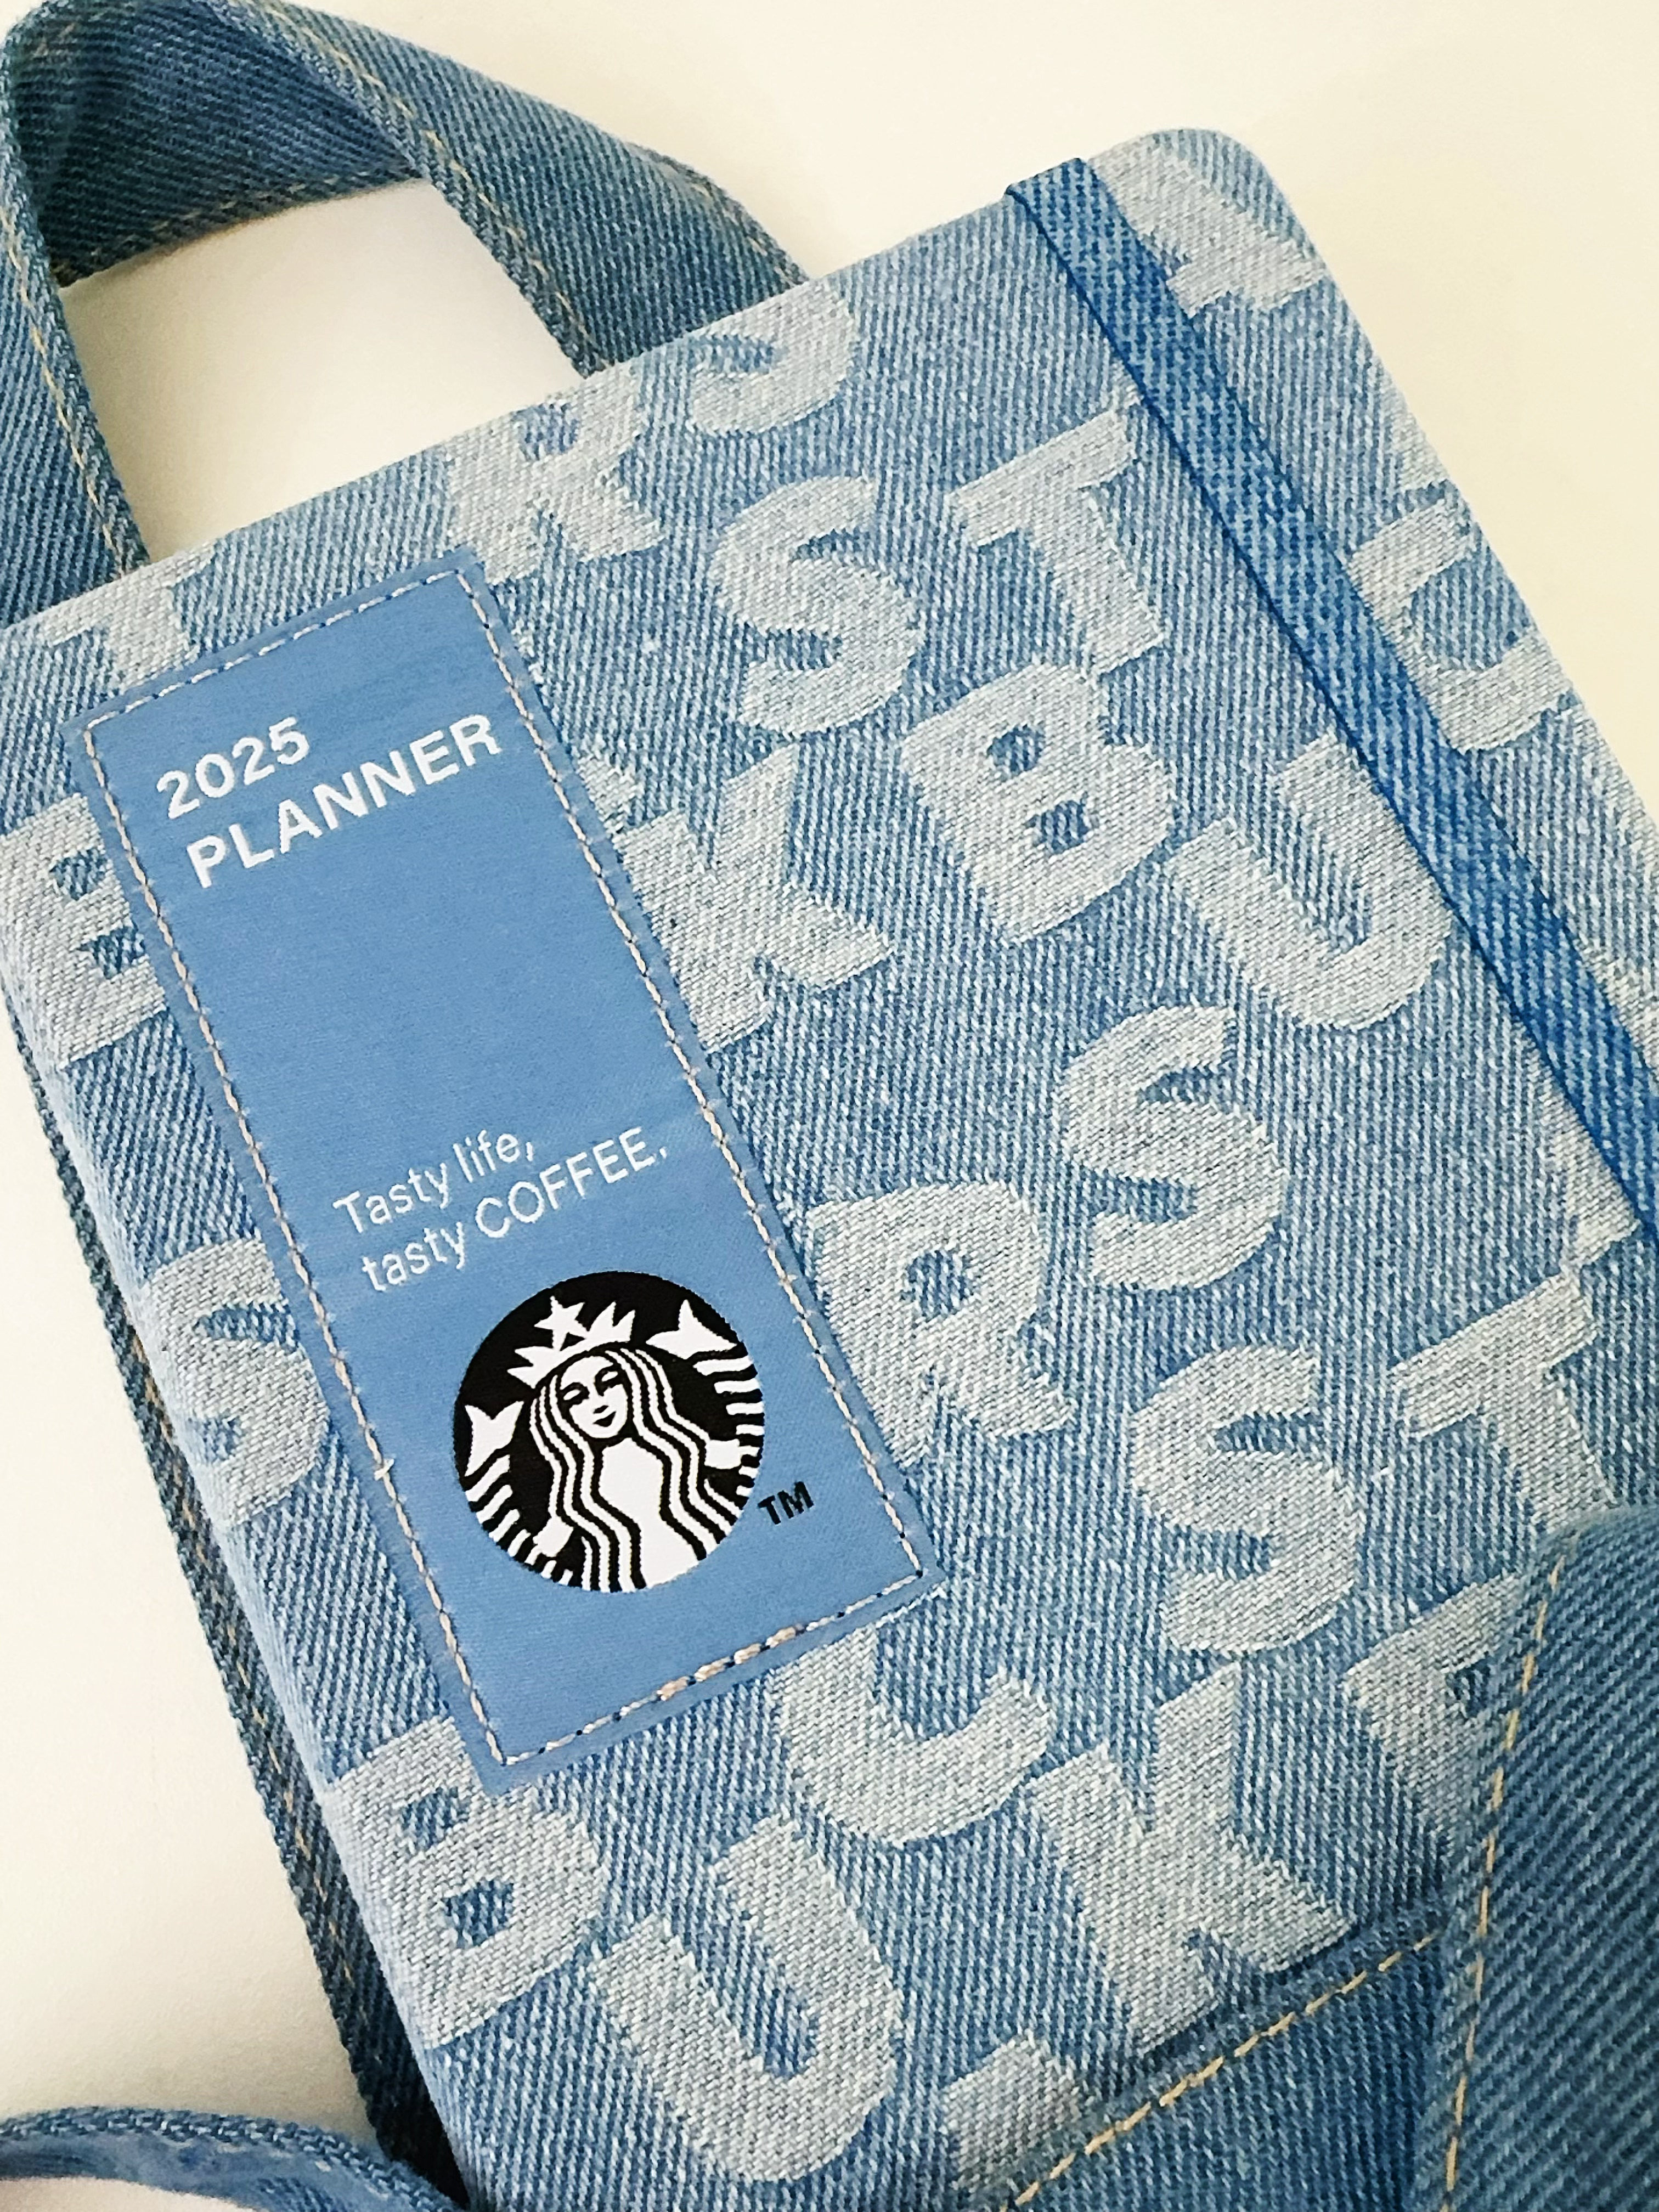 2025
PLANNER
Tasty life,
tasty COFFEE.
TM